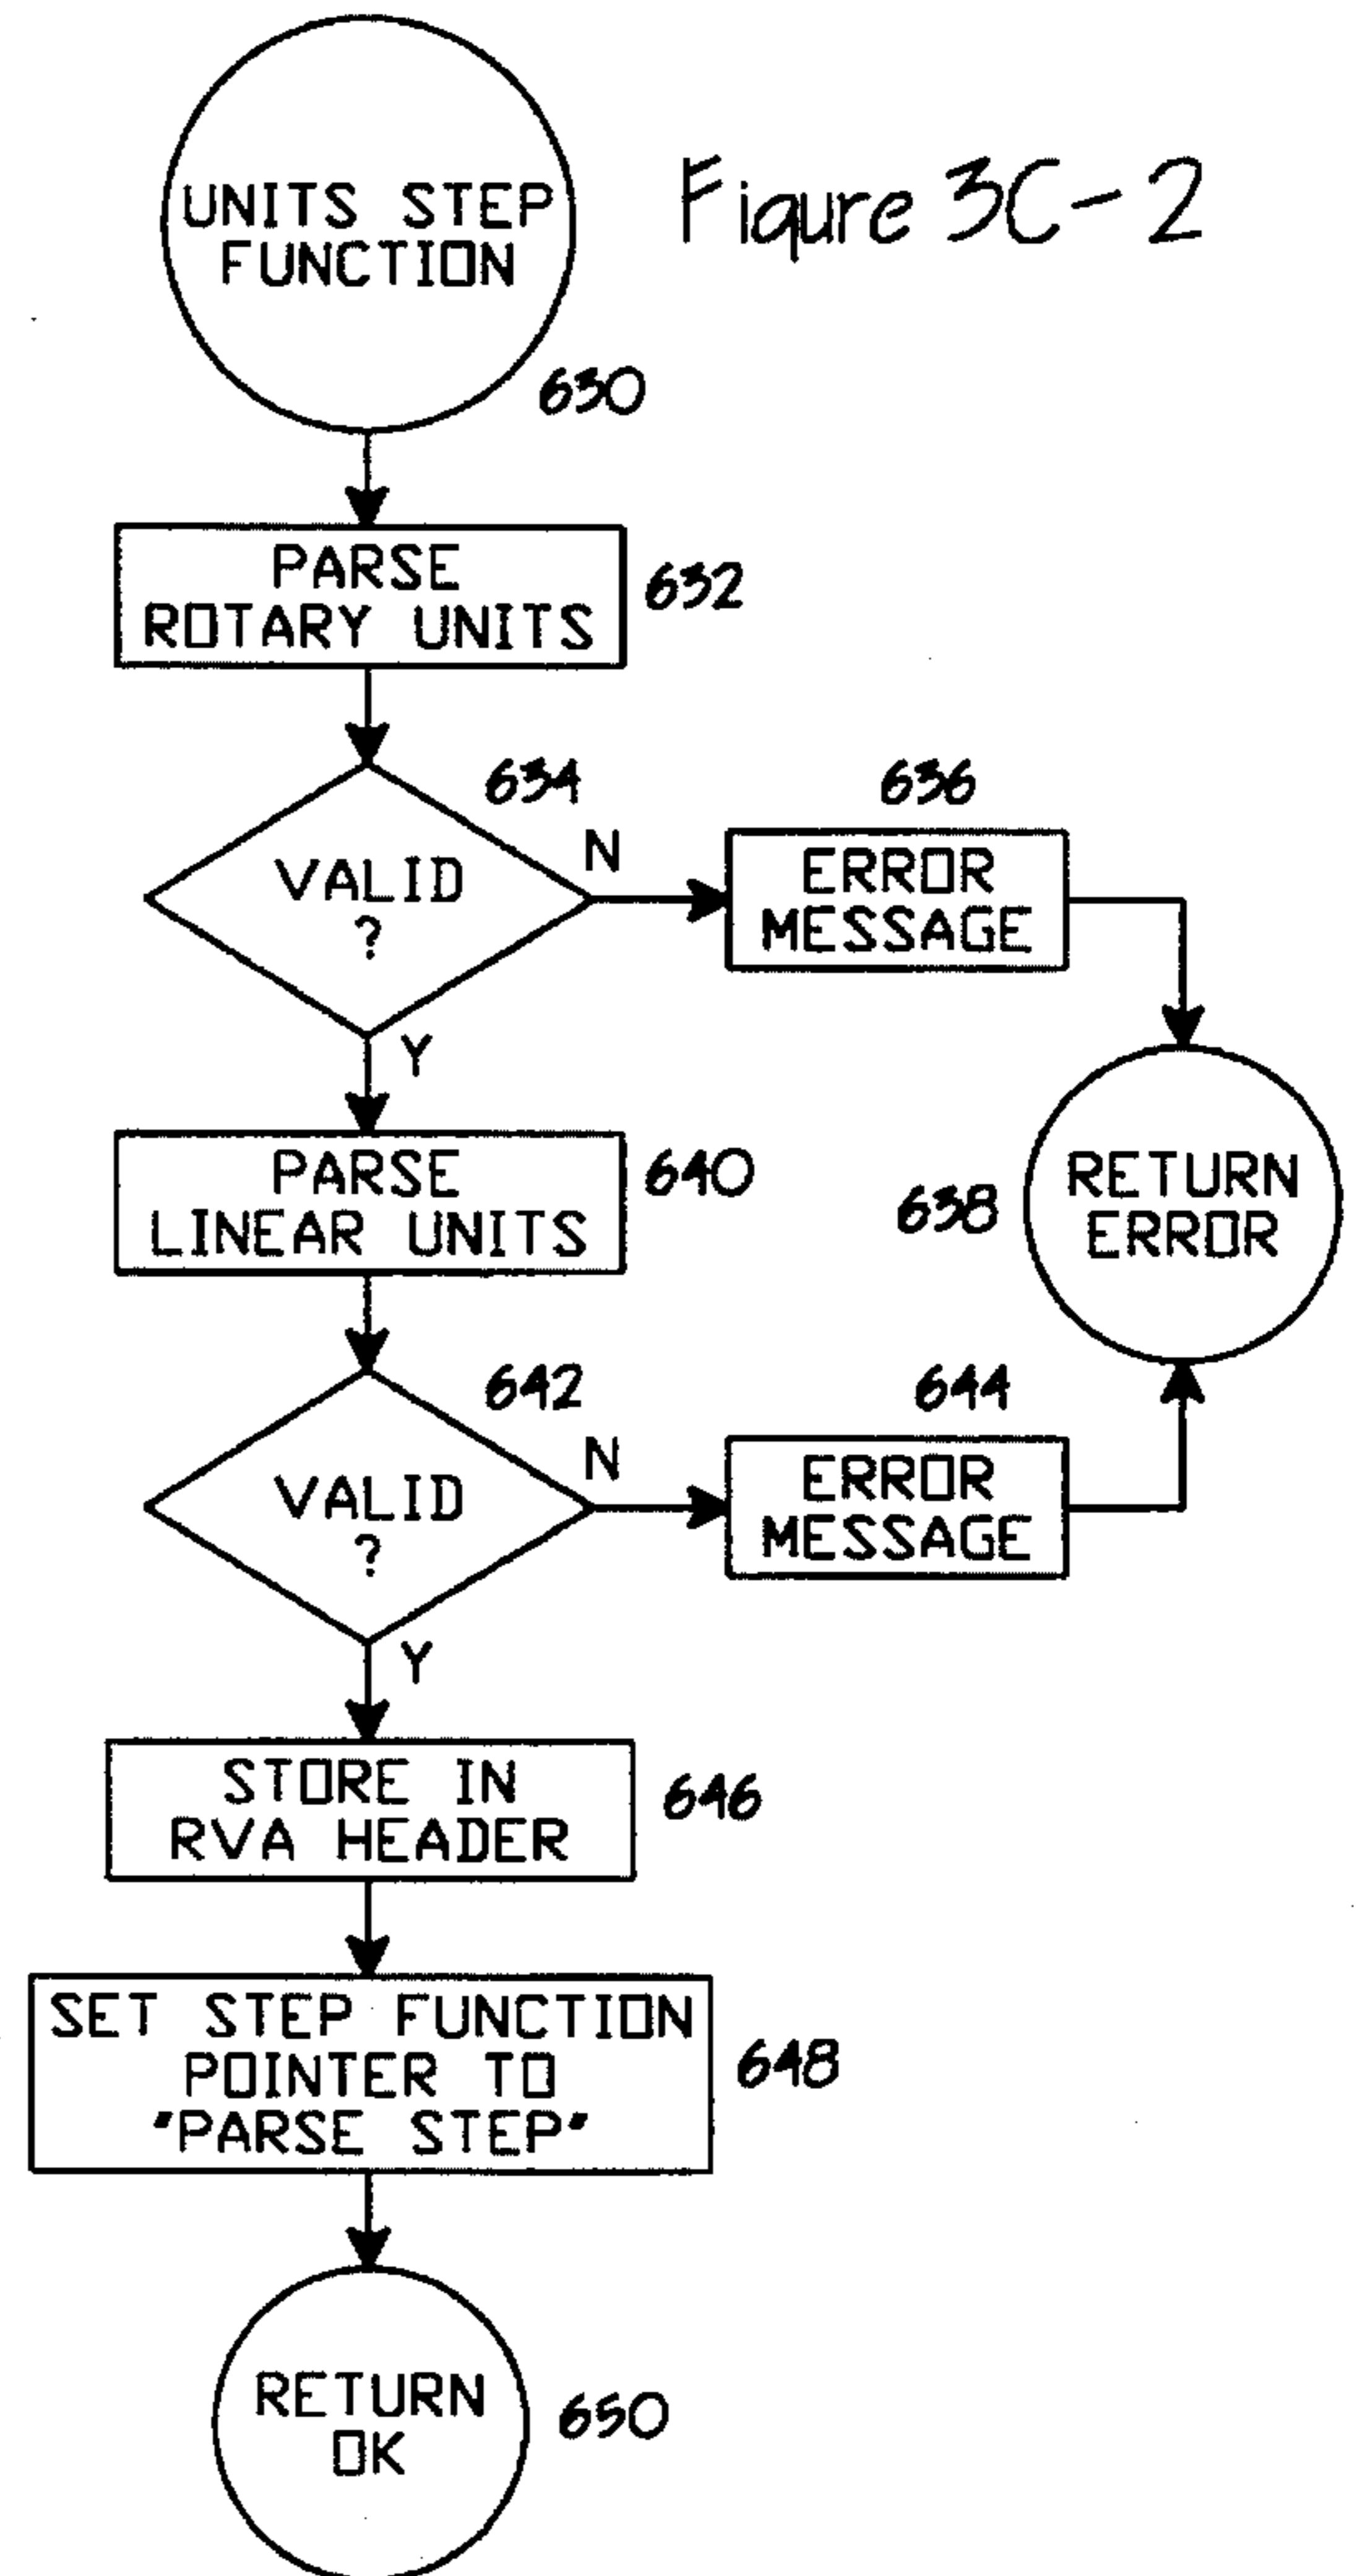 Figure 3C-2
UNITS STEP
FUNCTION
630
PARSE
ROTARY UNITS
632
634
VALID
?
N
Y
636
ERROR
MESSAGE
PARSE
LINEAR UNITS
640
638
RETURN
ERROR
642
VALID
?
N
Y
644
ERROR
MESSAGE
STORE IN
RVA HEADER
646
SET STEP FUNCTION
POINTER TO
"PARSE STEP"
648
RETURN
OK
650